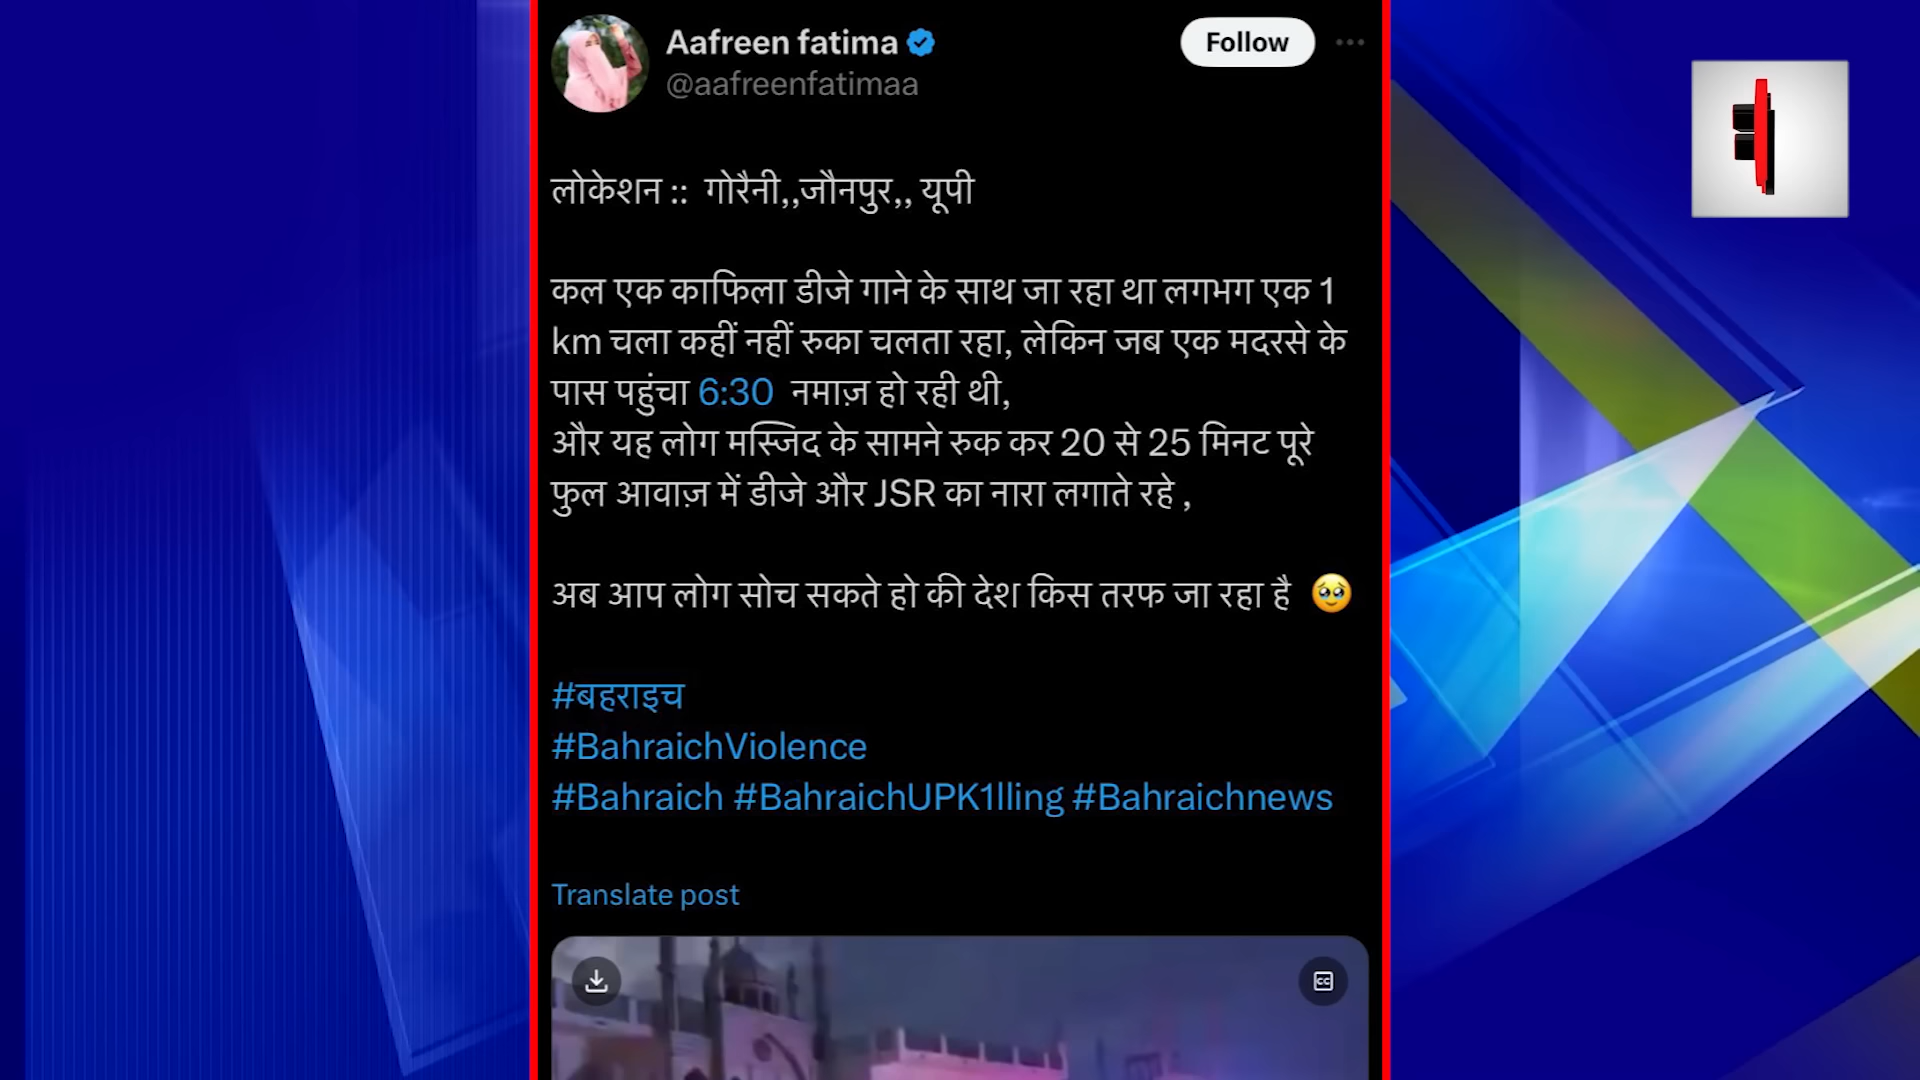 Aafreen fatima
Follow
@aafreenfatimaa
लोकेशन :: गोरैनी,,जौनपुर,, यूपी
कल एक काफिला डीजे गाने के साथ जा रहा था लगभग एक 1
km चला कहीं नहीं रुका चलता रहा, लेकिन जब एक मदरसे के
पास पहुंचा 6:30 नमाज़ हो रही थी,
और यह लोग मस्जिद के सामने रुक कर 20 से 25 मिनट पूरे
फुल आवाज़ में डीजे और JSR का नारा लगाते रहे ,
अब आप लोग सोच सकते हो की देश किस तरफ जा रहा है 🥹
#बहराइच
#BahraichViolence
#Bahraich #BahraichUPK1lling #Bahraichnews
Translate post
CC